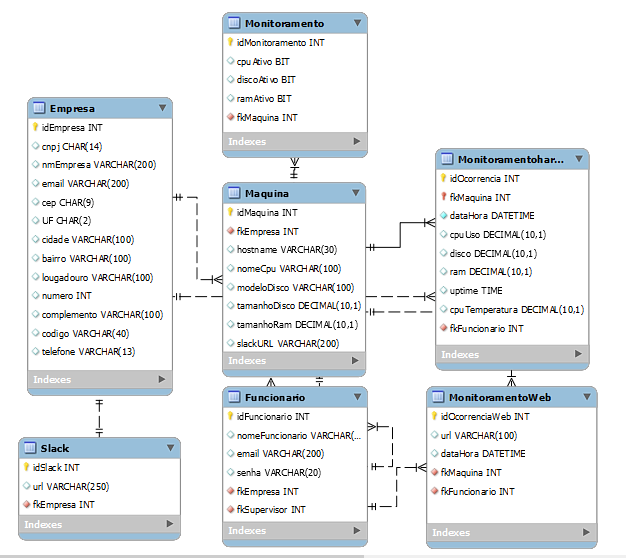 Monitoramento
idMonitoramento INT
cpuAtivo BIT
discoAtivo BIT
ramAtivo BIT
fkMaquina INT
Indexes
Empresa
idEmpresa INT
cnpj CHAR(14)
nmEmpresa VARCHAR(200)
email VARCHAR(200)
cep CHAR(9)
UF CHAR(2)
cidade VARCHAR(100)
bairro VARCHAR(100)
lougadouro VARCHAR(100)
numero INT
complemento VARCHAR(100)
codigo VARCHAR(40)
telefone VARCHAR(13)
Indexes
Maquina
idMaquina INT
fkEmpresa INT
hostname VARCHAR(30)
nomeCpu VARCHAR(100)
modeloDisco VARCHAR(100)
tamanhoDisco DECIMAL(10,1)
tamanhoRam DECIMAL(10,1)
slackURL VARCHAR(200)
Indexes
Monitoramentohar...
idOcorrencia INT
fkMaquina INT
dataHora DATETIME
cpuUso DECIMAL(10,1)
disco DECIMAL(10,1)
ram DECIMAL(10,1)
uptime TIME
cpuTemperatura DECIMAL(10,1)
fkFuncionario INT
Indexes
Slack
idSlack INT
url VARCHAR(250)
fkEmpresa INT
Indexes
Funcionario
idFuncionario INT
nomeFuncionario VARCHAR(...
email VARCHAR(200)
senha VARCHAR(20)
fkEmpresa INT
fkSupervisor INT
Indexes
MonitoramentoWeb
idOcorrenciaWeb INT
url VARCHAR(100)
dataHora DATETIME
fkMaquina INT
fkFuncionario INT
Indexes